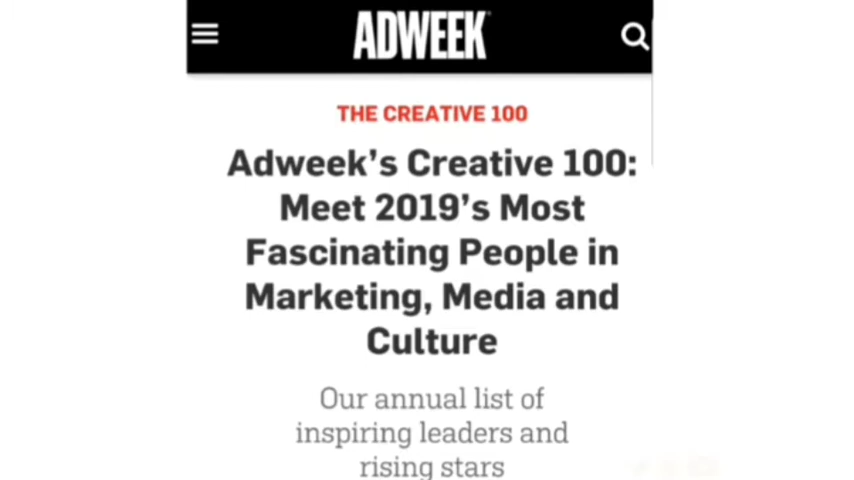 ADWEEK
THE CREATIVE 100
Adweek's Creative 100:
Meet 2019's Most
Fascinating People in
Marketing, Media and
Culture
Our annual list of
inspiring leaders and
rising stars